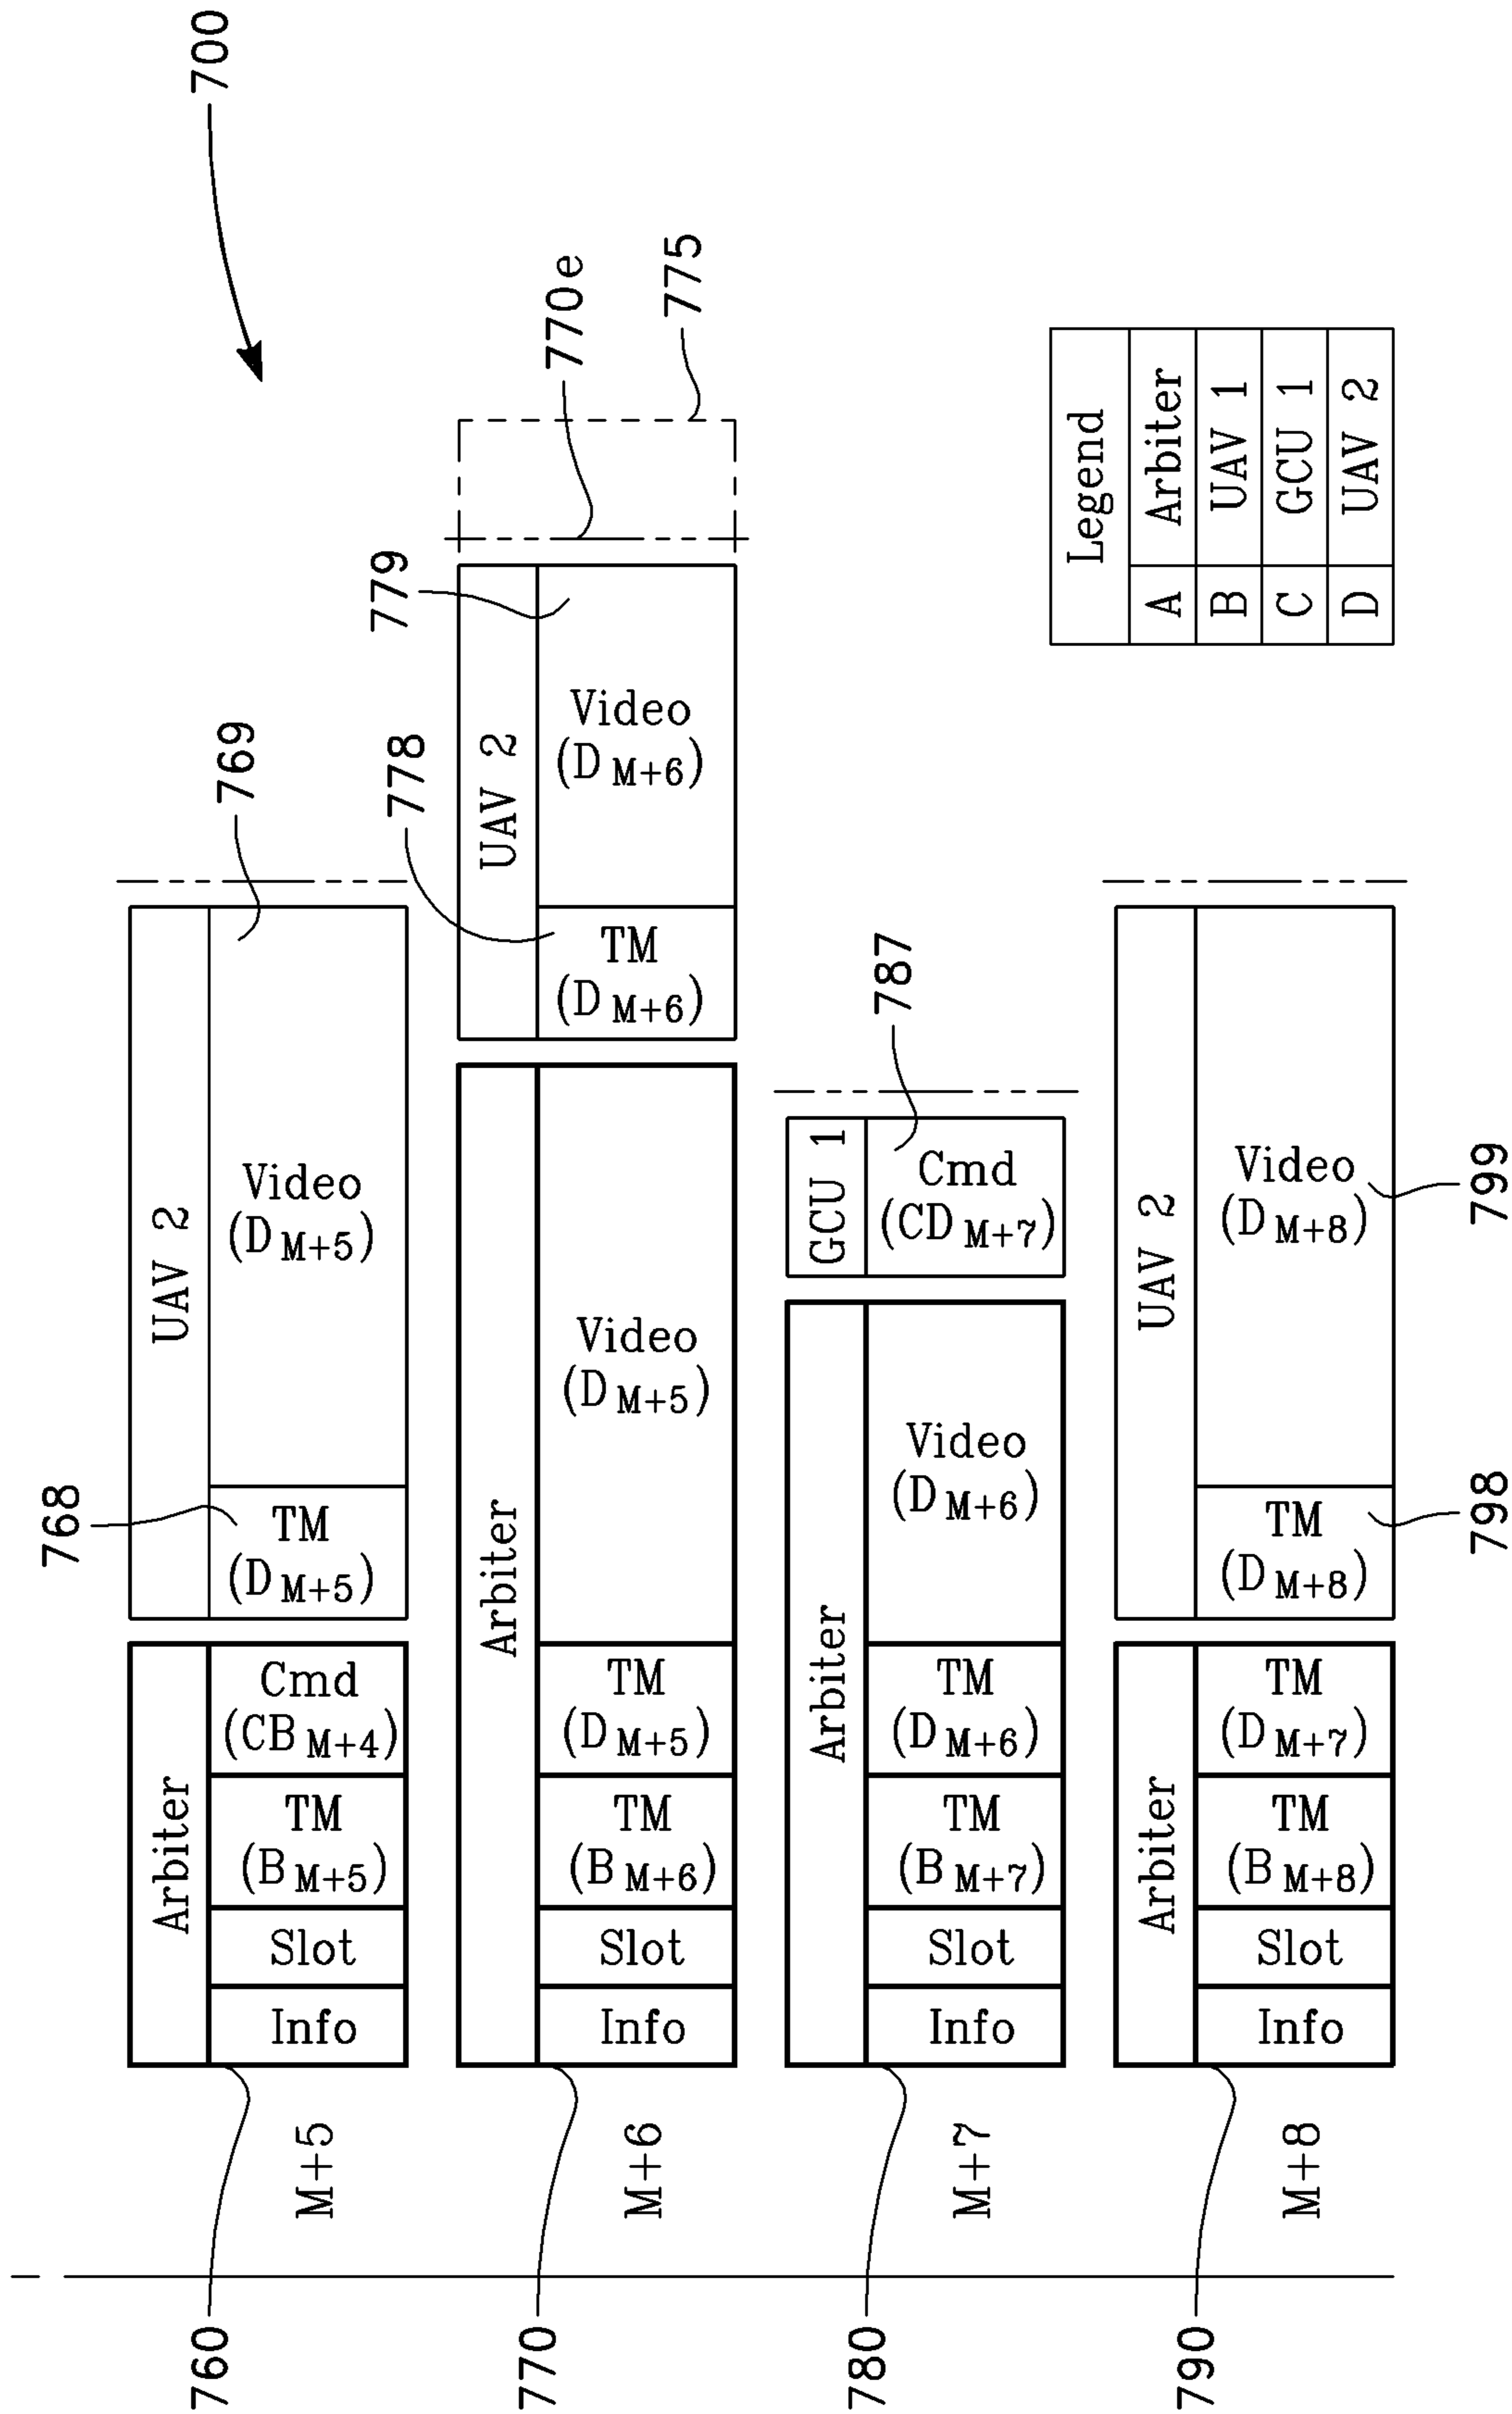 700
760
M+5
Arbiter
Info
Slot
TM
(B M+5)
Cmd
(CB M+4)
UAV 2
768
TM
(D M+5)
Video
(D M+5)
769
770
M+6
Arbiter
Info
Slot
TM
(B M+6)
TM
(D M+5)
Video
(D M+5)
UAV 2
778
TM
(D M+6)
Video
(D M+6)
779
770e
775
780
M+7
Arbiter
Info
Slot
TM
(B M+7)
TM
(D M+6)
Video
(D M+6)
GCU 1
Cmd
(CD M+7)
787
790
M+8
Arbiter
Info
Slot
TM
(B M+8)
TM
(D M+7)
UAV 2
TM
(D M+8)
798
Video
(D M+8)
799
Legend
A Arbiter
B UAV 1
C GCU 1
D UAV 2